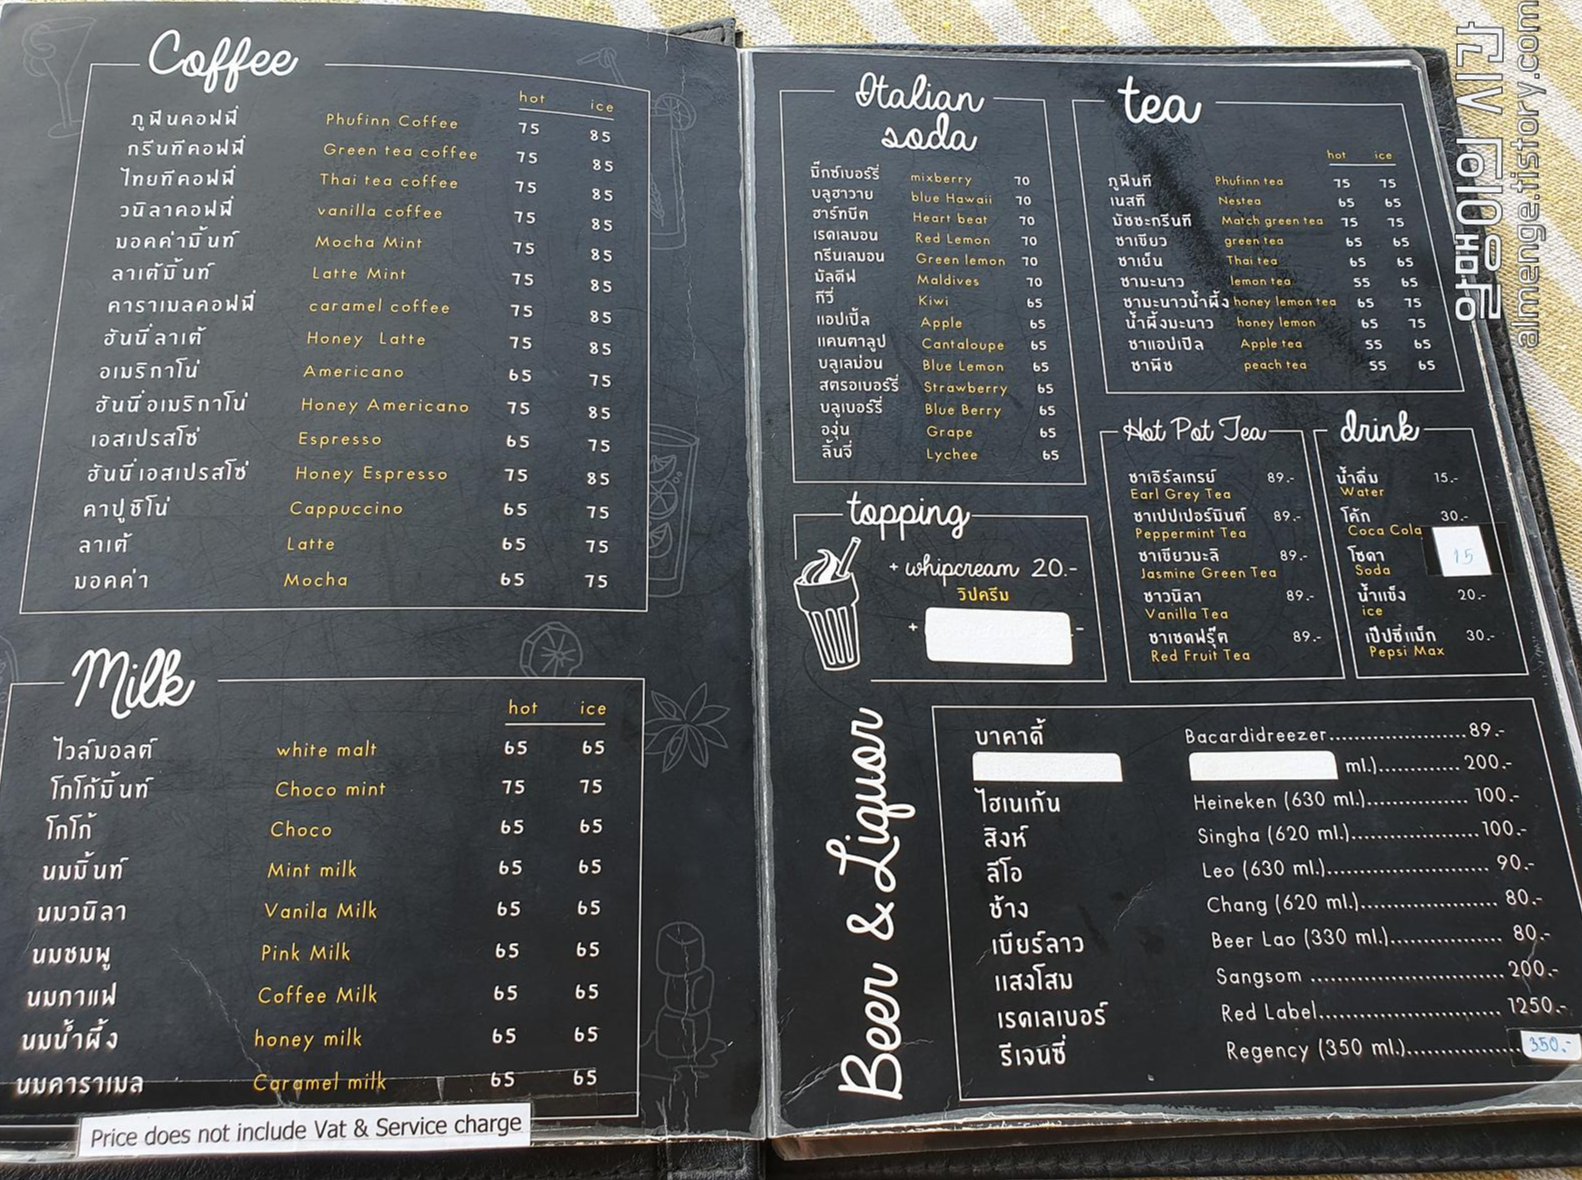 Coffee
hot ice
ภูฟินคอฟฟี่ Phufinn Coffee 75 85
กรีนทีคอฟฟี่ Green tea coffee 75 85
ไทยทีคอฟฟี่ Thai tea coffee 75 85
วนิลาคอฟฟี่ vanilla coffee 75 85
มอคค่ามิ้นท์ Mocha Mint 75 85
ลาเต้มิ้นท์ Latte Mint 75 85
คาราเมลคอฟฟี่ caramel coffee 75 85
ฮันนี่ลาเต้ Honey Latte 75 85
อเมริกาโน่ Americano 65 75
ฮันนี่อเมริกาโน่ Honey Americano 75 85
เอสเปรสโซ่ Espresso 65 75
ฮันนี่เอสเปรสโซ่ Honey Espresso 75 85
คาปูชิโน่ Cappuccino 65 75
ลาเต้ Latte 65 75
มอคค่า Mocha 65 75
Milk
hot ice
ไวล์มอลต์ white malt 65 65
โกโก้มิ้นท์ Choco mint 75 75
โกโก้ Choco 65 65
นมมิ้นท์ Mint milk 65 65
นมวนิลา Vanila Milk 65 65
นมชมพู Pink Milk 65 65
นมกาแฟ Coffee Milk 65 65
นมน้ำผึ้ง honey milk 65 65
นมคาราเมล Caramel milk 65 65
Price does not include Vat & Service charge
Italian
soda
มิ๊กซ์เบอร์รี่ mixberry 70
บลูฮาวาย blue Hawaii 70
ฮาร์ทบีต Heart beat 70
เรดเลมอน Red Lemon 70
กรีนเลมอน Green lemon 70
มัลดีฟ Maldives 70
กีวี่ Kiwi 65
แอปเปิ้ล Apple 65
แคนตาลูป Cantaloupe 65
บลูเลม่อน Blue Lemon 65
สตรอเบอร์รี่ Strawberry 65
บลูเบอร์รี่ Blue Berry 65
องุ่น Grape 65
ลิ้นจี่ Lychee 65
topping
+ whipcream 20.-
วิปครีม
+ .-
tea
hot ice
ภูฟินที Phufinn tea 75 75
เนสที Nestea 65 65
มัชชะกรีนที Match green tea 75 75
ชาเขียว green tea 65 65
ชาเย็น Thai tea 65 65
ชามะนาว lemon tea 55 65
ชามะนาวน้ำผึ้ง honey lemon tea 65 75
น้ำผึ้งมะนาว honey lemon 65 75
ชาแอปเปิล Apple tea 55 65
ชาพีช peach tea 55 65
Hot Pot Tea
ชาเอิร์ลเกรย์ 89.-
Earl Grey Tea
ชาเปปเปอร์มินต์ 89.-
Peppermint Tea
ชาเขียวมะลิ 89.-
Jasmine Green Tea
ชาวนิลา 89.-
Vanilla Tea
ชาเรดฟรุ๊ต 89.-
Red Fruit Tea
drink
น้ำดื่ม 15.-
Water
โค้ก 30.-
Coca Cola
โซดา 15
Soda
น้ำแข็ง 20.-
ice
เป๊ปซี่แม็ก 30.-
Pepsi Max
Beer & Liquor
บาคาดี้ Bacardidreezer......................89.-
ml.)............200.-
ไฮเนเก้น Heineken (630 ml.)................100.-
สิงห์ Singha (620 ml.)...................100.-
ลีโอ Leo (630 ml.)........................90.-
ช้าง Chang (620 ml.)....................80.-
เบียร์ลาว Beer Lao (330 ml.)................80.-
แสงโสม Sangsom ............................200.-
เรดเลเบอร์ Red Label..........................1250.-
รีเจนซี่ Regency (350 ml.)................350.-
알멩이의 시간
almenge.tistory.com